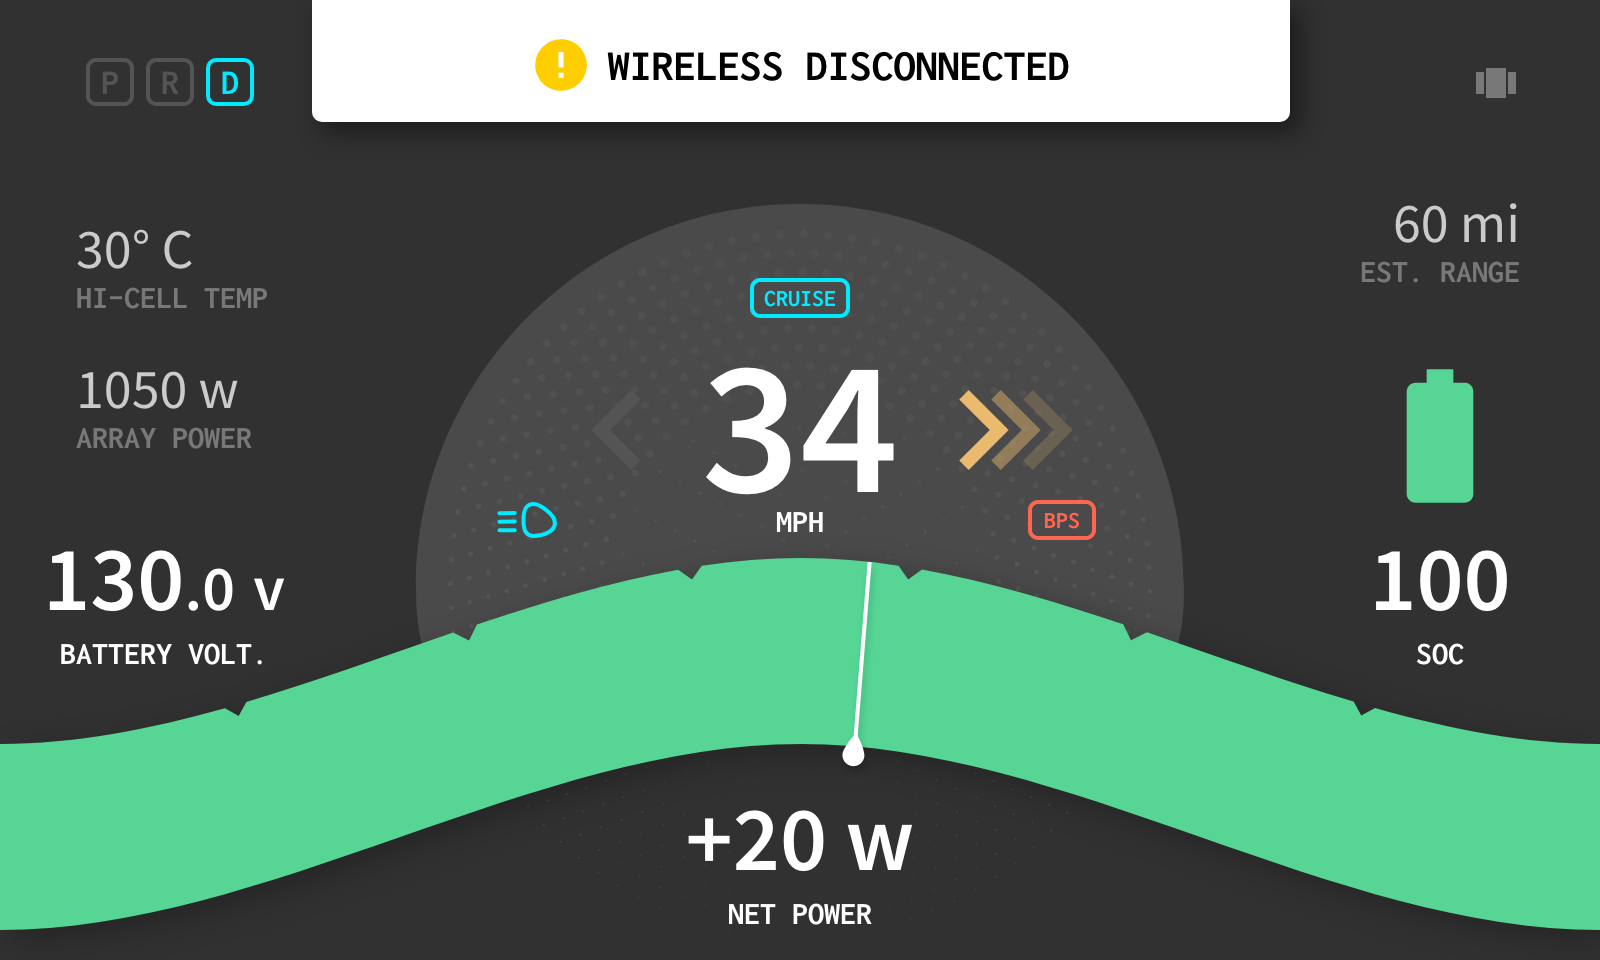 WIRELESS DISCONNECTED
P R D
30° C
HI-CELL TEMP
1050 w
ARRAY POWER
130.0 v
BATTERY VOLT.
CRUISE
34
MPH
BPS
60 mi
EST. RANGE
100
SOC
+20 w
NET POWER